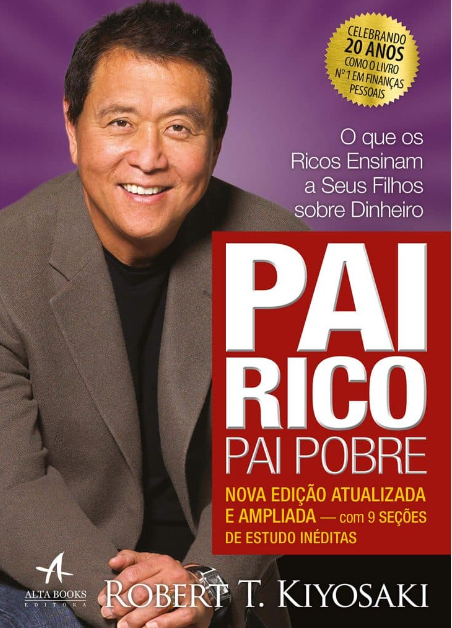 CELEBRANDO
20 ANOS
COMO O LIVRO
Nº 1 EM FINANÇAS
PESSOAIS
O que os
Ricos Ensinam
a Seus Filhos
sobre Dinheiro
PAI
RICO
PAI POBRE
NOVA EDIÇÃO ATUALIZADA
E AMPLIADA — com 9 SEÇÕES
DE ESTUDO INÉDITAS
ALTA BOOKS
EDITORA
ROBERT T. KIYOSAKI